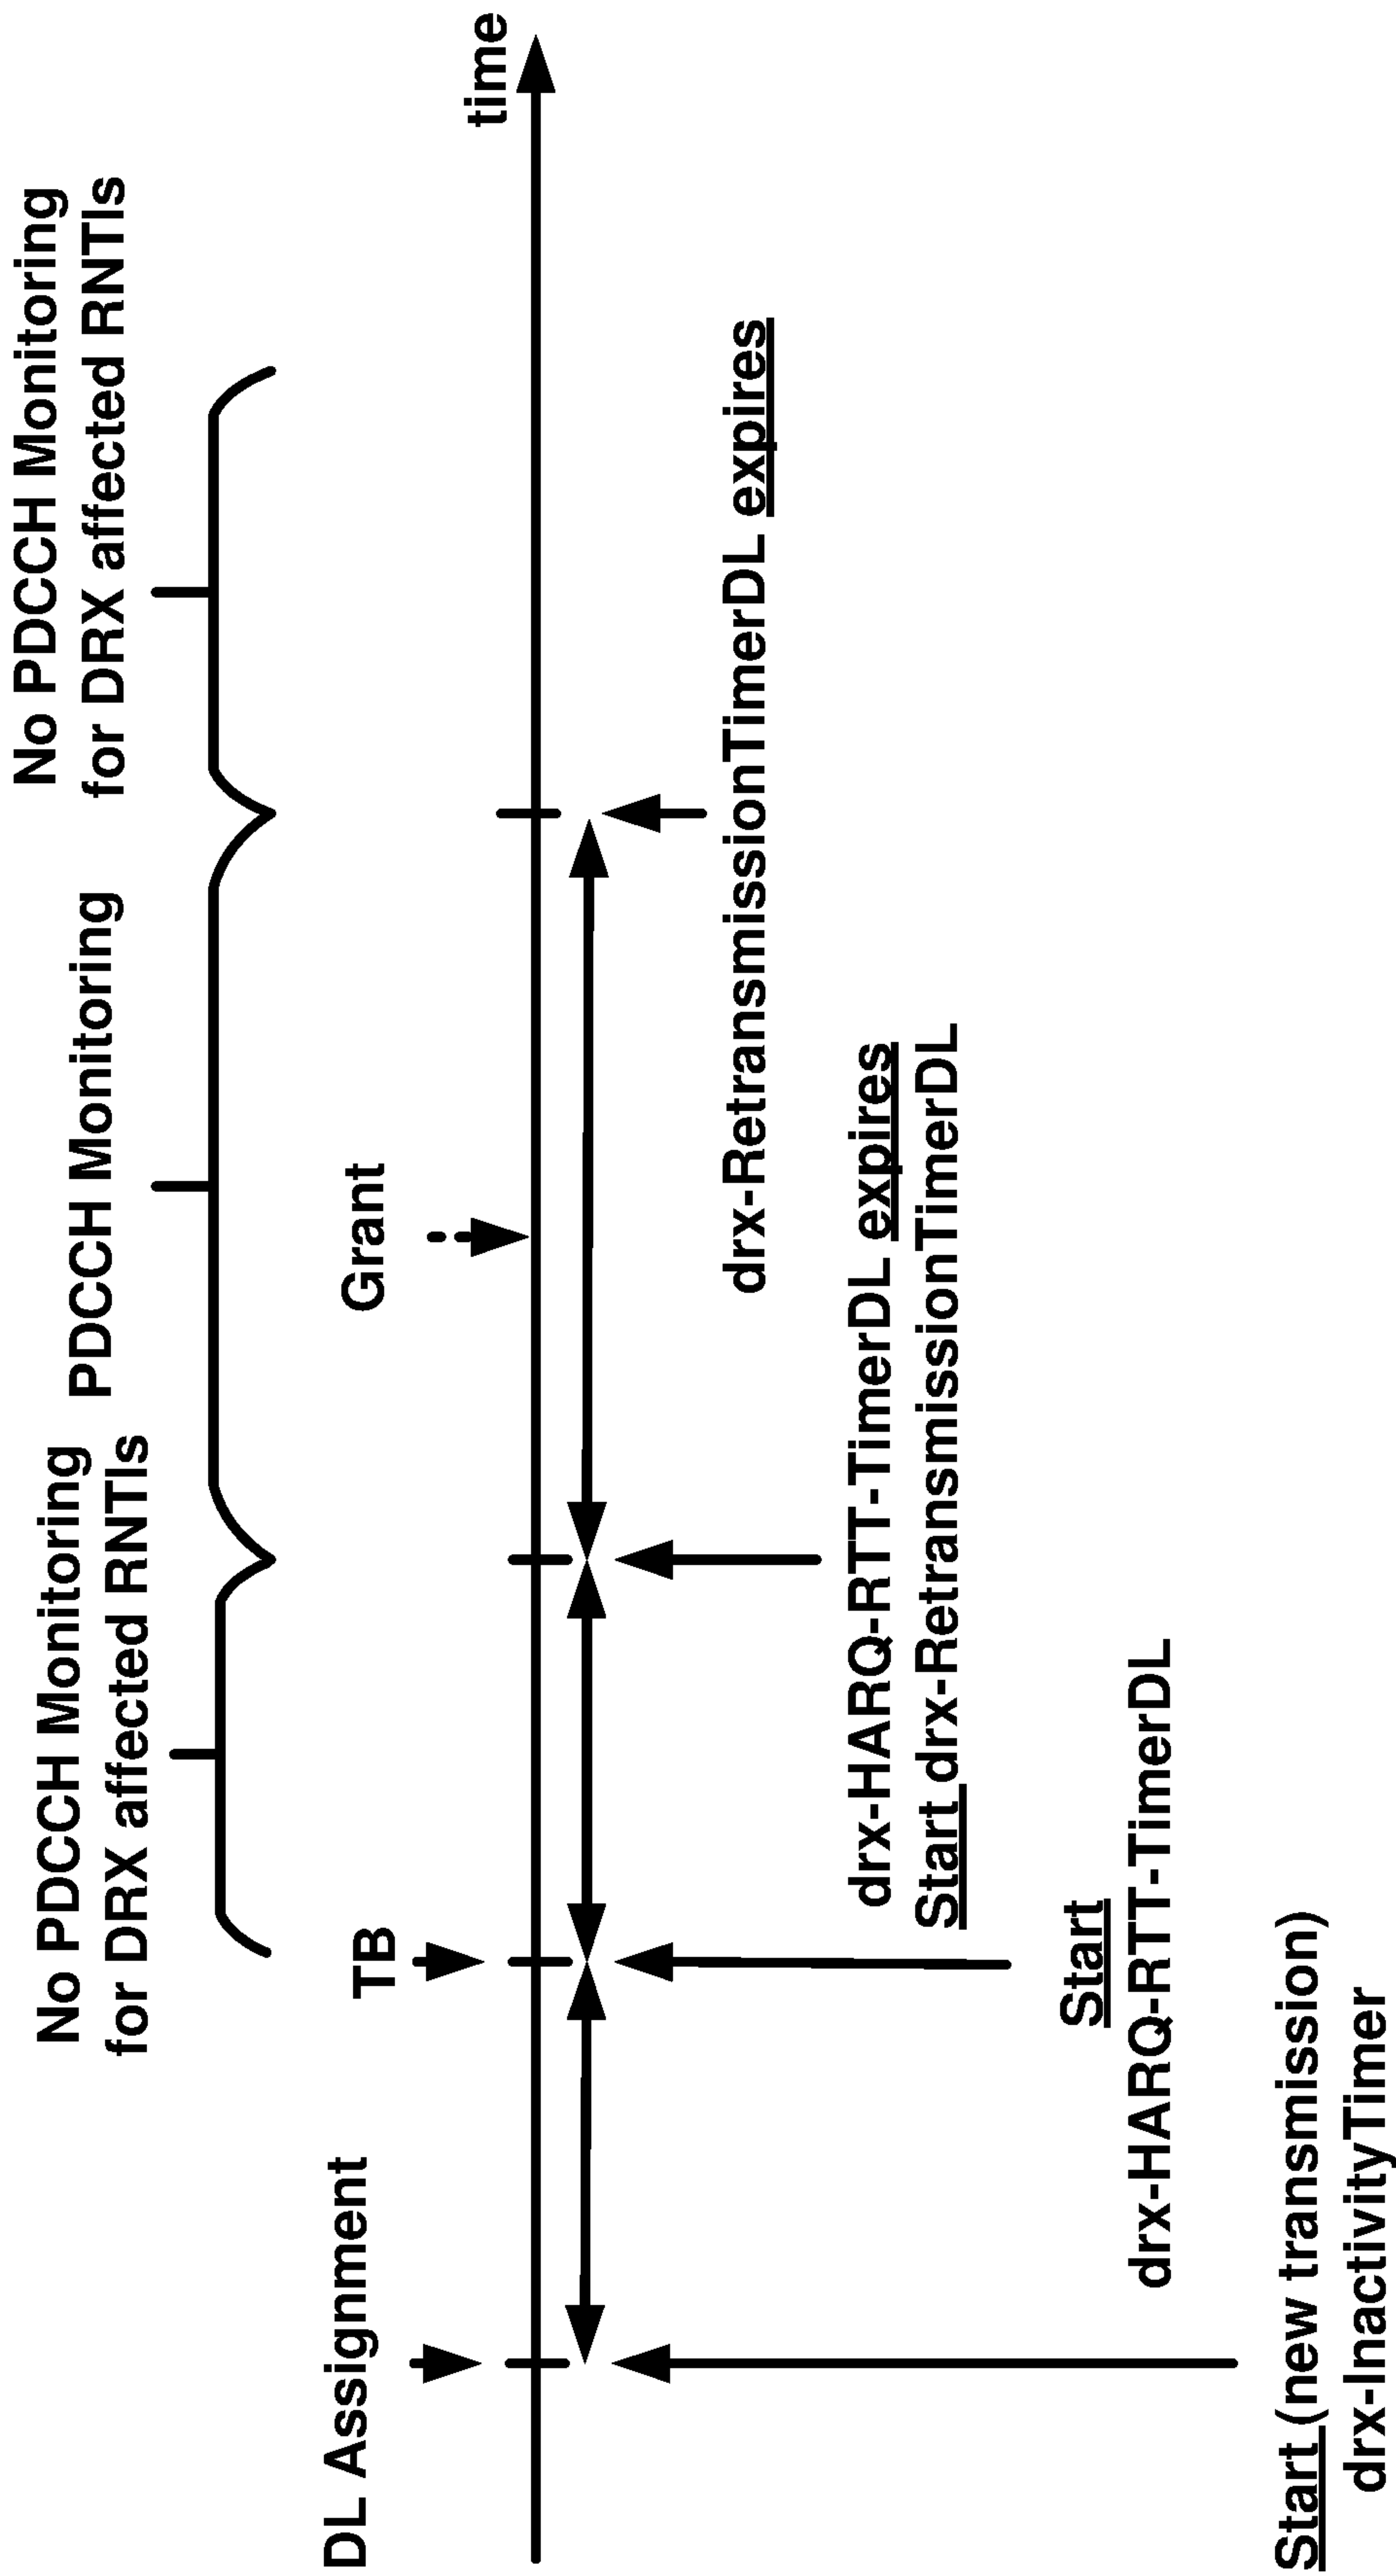 No PDCCH Monitoring
for DRX affected RNTIs
PDCCH Monitoring
No PDCCH Monitoring
for DRX affected RNTIs
DL Assignment
TB
Grant
time
drx-RetransmissionTimerDL expires
drx-HARQ-RTT-TimerDL expires
Start drx-RetransmissionTimerDL
Start
drx-HARQ-RTT-TimerDL
Start (new transmission)
drx-InactivityTimer